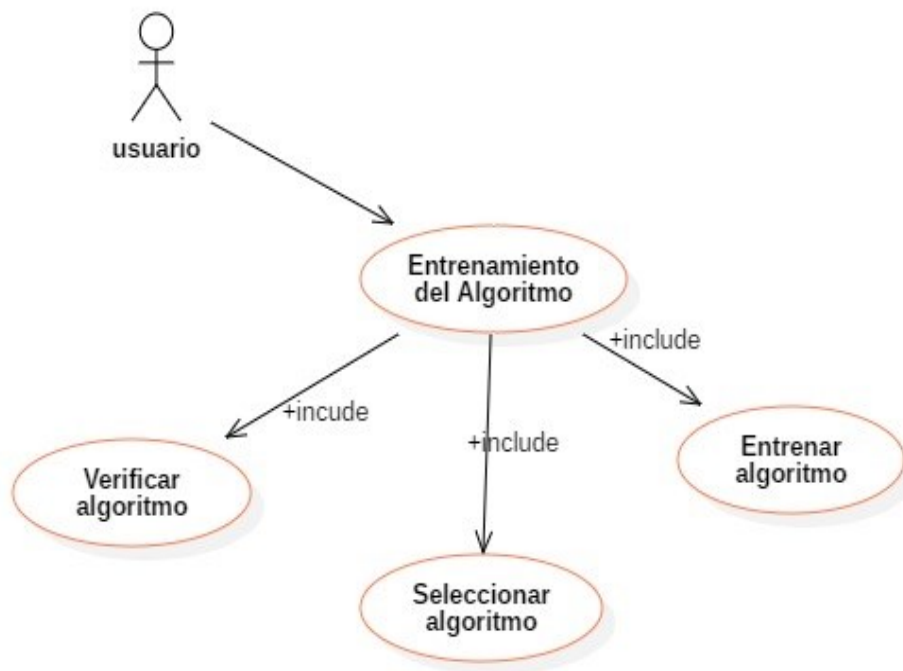 usuario
Entrenamiento
del Algoritmo
+include
+incude
+include
Entrenar
algoritmo
Verificar
algoritmo
Seleccionar
algoritmo